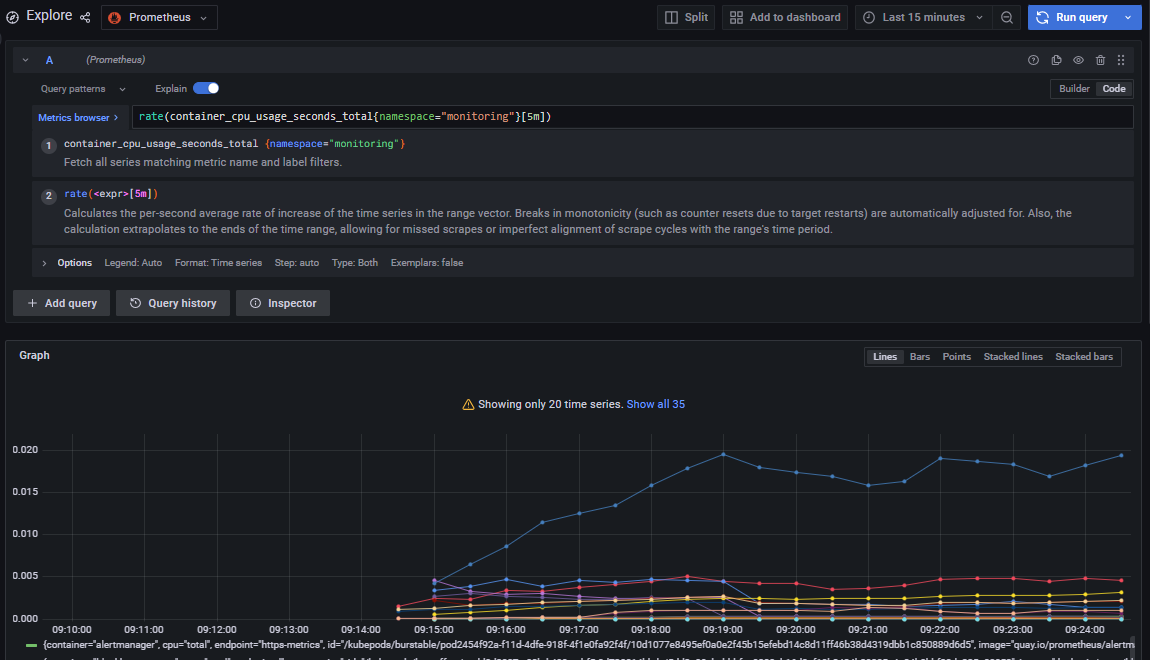 Explore Prometheus Split Add to dashboard Last 15 minutes Run query
A (Prometheus)
Query patterns Explain Builder Code
Metrics browser > rate(container_cpu_usage_seconds_total{namespace="monitoring"}[5m])
1 container_cpu_usage_seconds_total {namespace="monitoring"}
Fetch all series matching metric name and label filters.
2 rate(<expr>[5m])
Calculates the per-second average rate of increase of the time series in the range vector. Breaks in monotonicity (such as counter resets due to target restarts) are automatically adjusted for. Also, the
calculation extrapolates to the ends of the time range, allowing for missed scrapes or imperfect alignment of scrape cycles with the range's time period.
> Options Legend: Auto Format: Time series Step: auto Type: Both Exemplars: false
+ Add query Query history Inspector
Graph Lines Bars Points Stacked lines Stacked bars
Showing only 20 time series. Show all 35
0.020
0.015
0.010
0.005
0.000
09:10:00 09:11:00 09:12:00 09:13:00 09:14:00 09:15:00 09:16:00 09:17:00 09:18:00 09:19:00 09:20:00 09:21:00 09:22:00 09:23:00 09:24:00
{container="alertmanager", cpu="total", endpoint="https-metrics", id="/kubepods/burstable/pod2454f92a-f11d-4dfe-918f-4f1e0fa92f4f/10d1077e8495ef0a0e2f45b15efebd14c8d11ff46b38d4319dbb1c850889d6d5", image="quay.io/prometheus/alertm